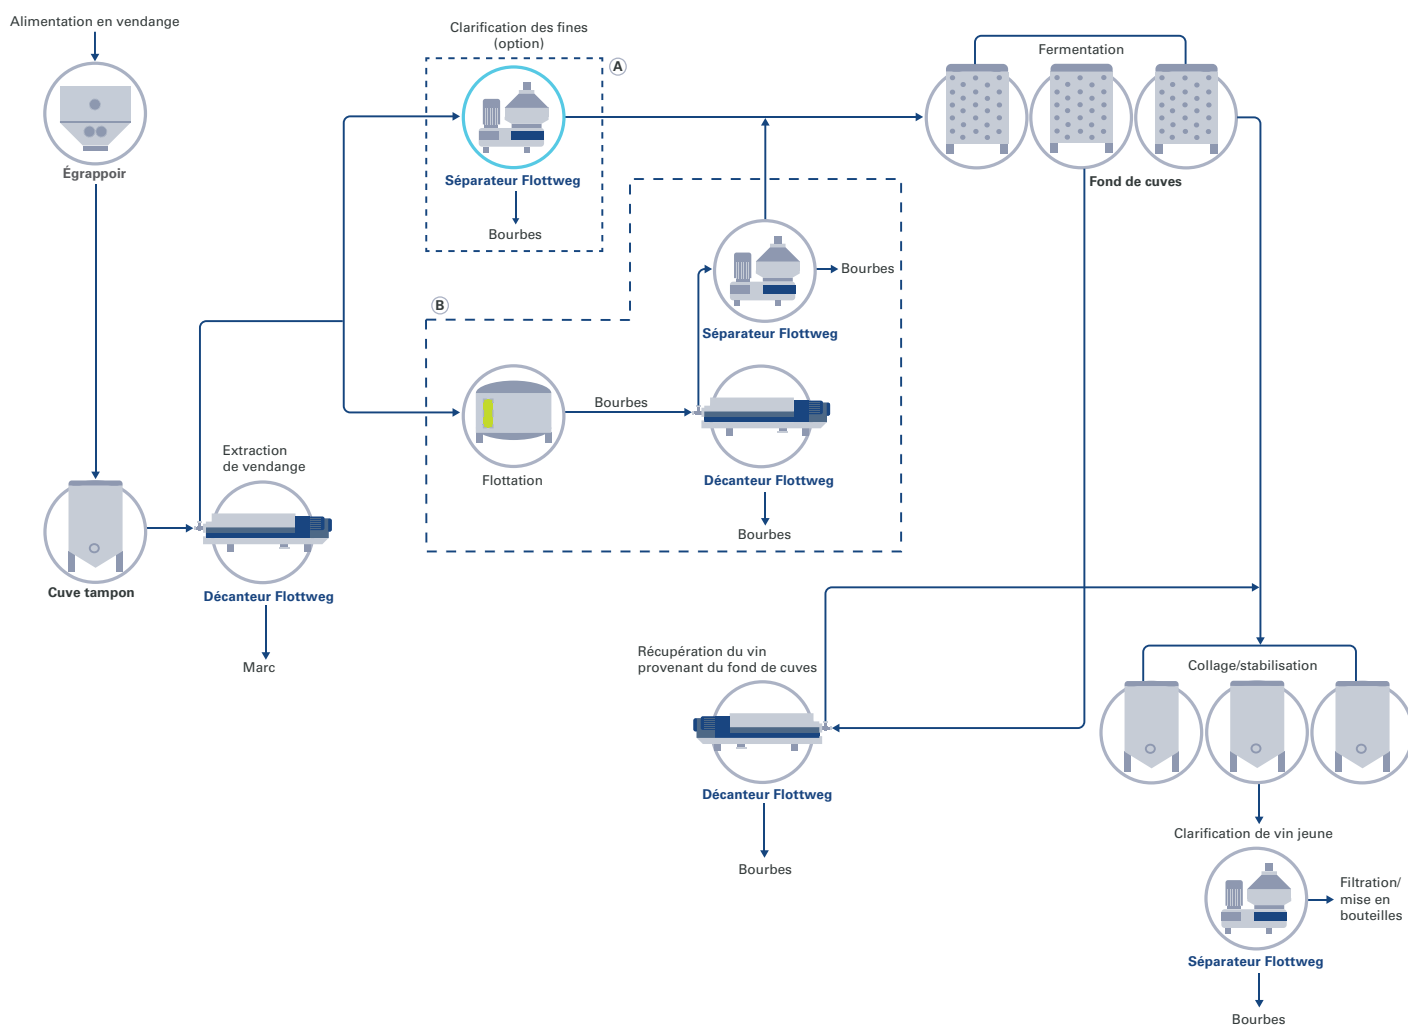 Alimentation en vendange
Égrappoir
Cuve tampon
Extraction
de vendange
Décanteur Flottweg
Marc
Clarification des fines
(option)
A
Séparateur Flottweg
Bourbes
B
Flottation
Bourbes
Séparateur Flottweg
Bourbes
Décanteur Flottweg
Bourbes
Fermentation
Fond de cuves
Récupération du vin
provenant du fond de cuves
Décanteur Flottweg
Bourbes
Collage/stabilisation
Clarification de vin jeune
Séparateur Flottweg
Filtration/
mise en
bouteilles
Bourbes